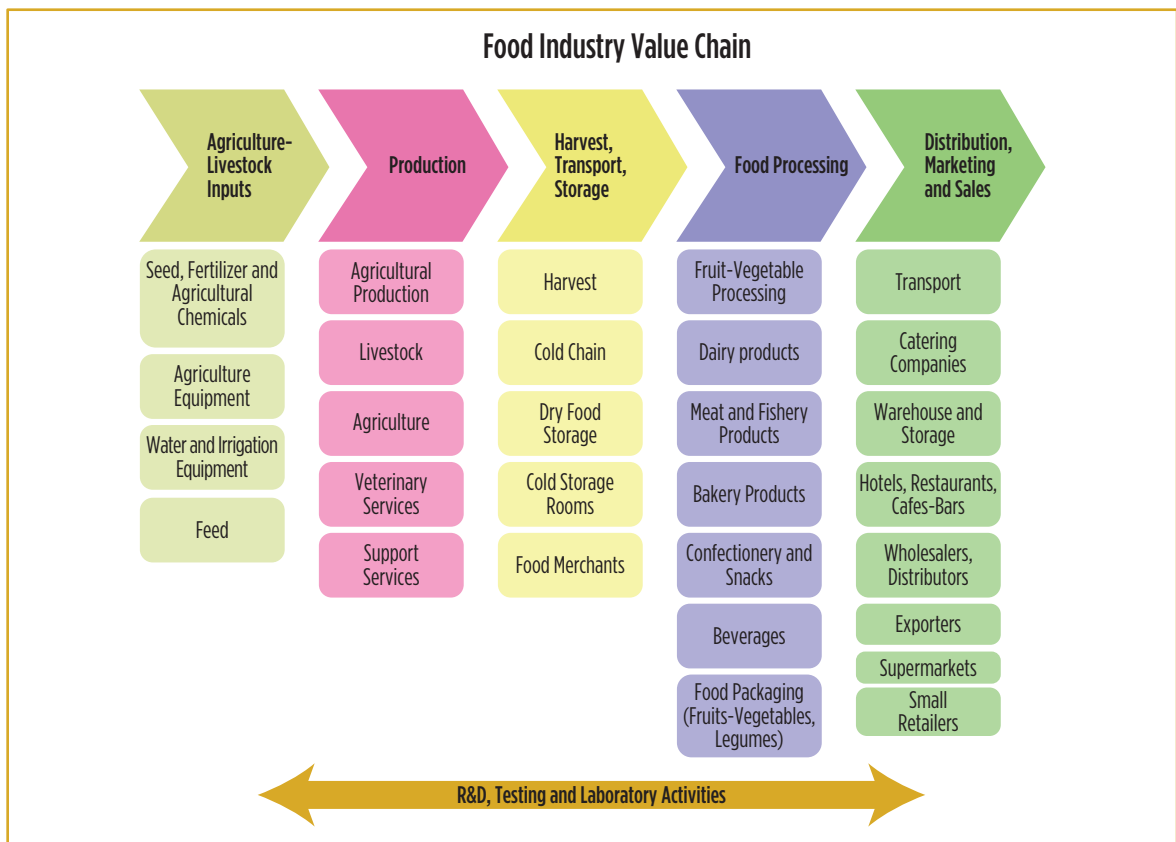 Food Industry Value Chain
Agriculture-
Livestock
Inputs
Production
Harvest,
Transport,
Storage
Food Processing
Distribution,
Marketing
and Sales
Seed, Fertilizer and
Agricultural
Chemicals
Agriculture
Equipment
Water and Irrigation
Equipment
Feed
Agricultural
Production
Livestock
Agriculture
Veterinary
Services
Support
Services
Harvest
Cold Chain
Dry Food
Storage
Cold Storage
Rooms
Food Merchants
Fruit-Vegetable
Processing
Dairy products
Meat and Fishery
Products
Bakery Products
Confectionery and
Snacks
Beverages
Food Packaging
(Fruits-Vegetables,
Legumes)
Transport
Catering
Companies
Warehouse and
Storage
Hotels, Restaurants,
Cafes-Bars
Wholesalers,
Distributors
Exporters
Supermarkets
Small
Retailers
R&D, Testing and Laboratory Activities